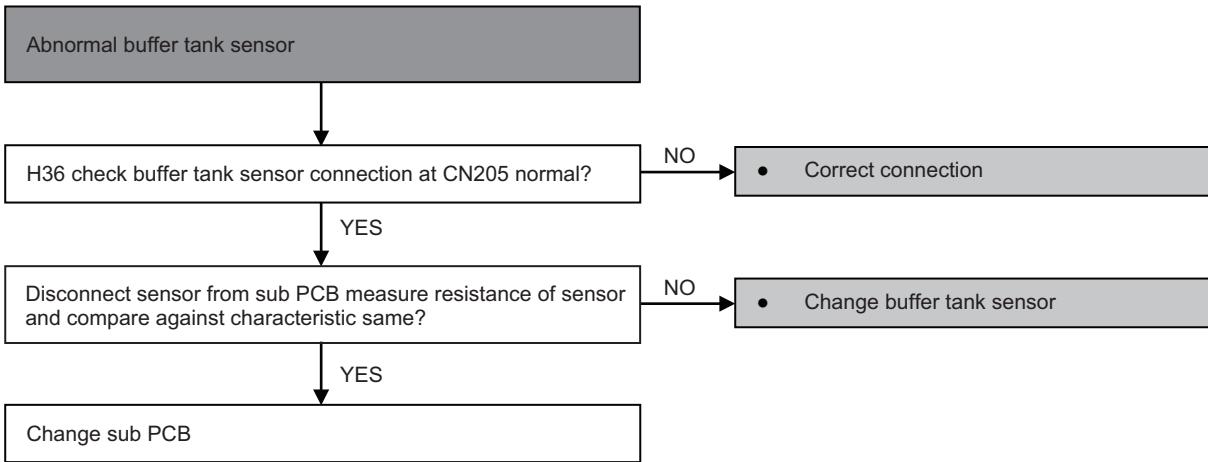 Abnormal buffer tank sensor
H36 check buffer tank sensor connection at CN205 normal?
NO
• Correct connection
YES
Disconnect sensor from sub PCB measure resistance of sensor
and compare against characteristic same?
NO
• Change buffer tank sensor
YES
Change sub PCB